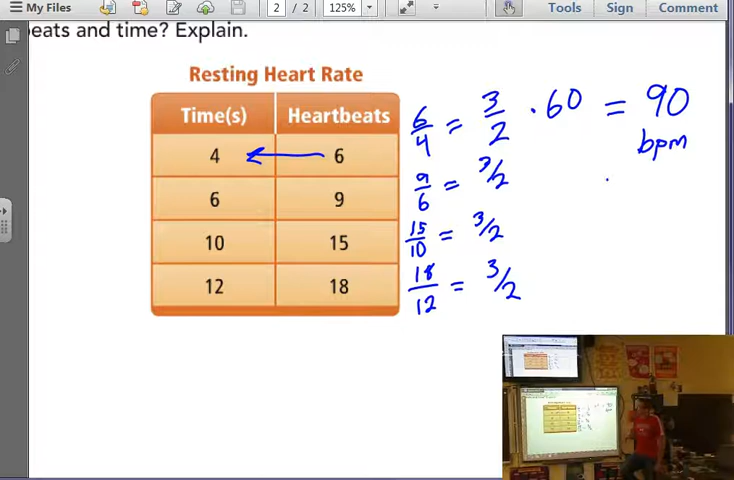 My Files
2 / 2
125%
Tools
Sign
Comment
beats and time? Explain.
Resting Heart Rate
Time(s) Heartbeats
4 6
6 9
10 15
12 18
6/4 = 3/2 · 60 = 90 bpm
9/6 = 3/2
15/10 = 3/2
18/12 = 3/2